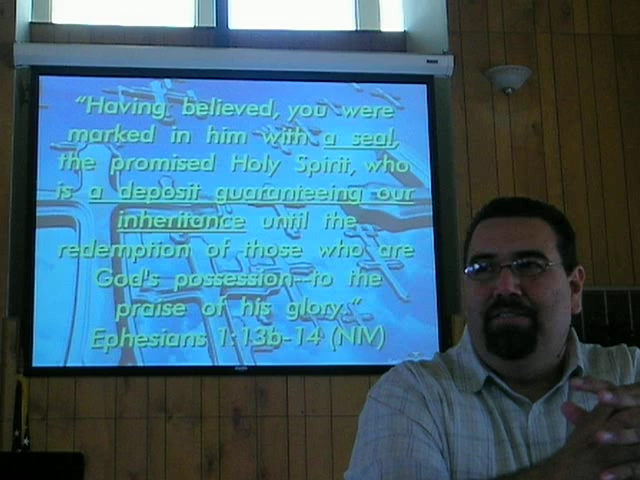 “Having believed, you were
marked in him with a seal,
the promised Holy Spirit, who
is a deposit guaranteeing our
inheritance until the
redemption of those who are
God's possession--to the
praise of his glory.”
Ephesians 1:13b-14 (NIV)